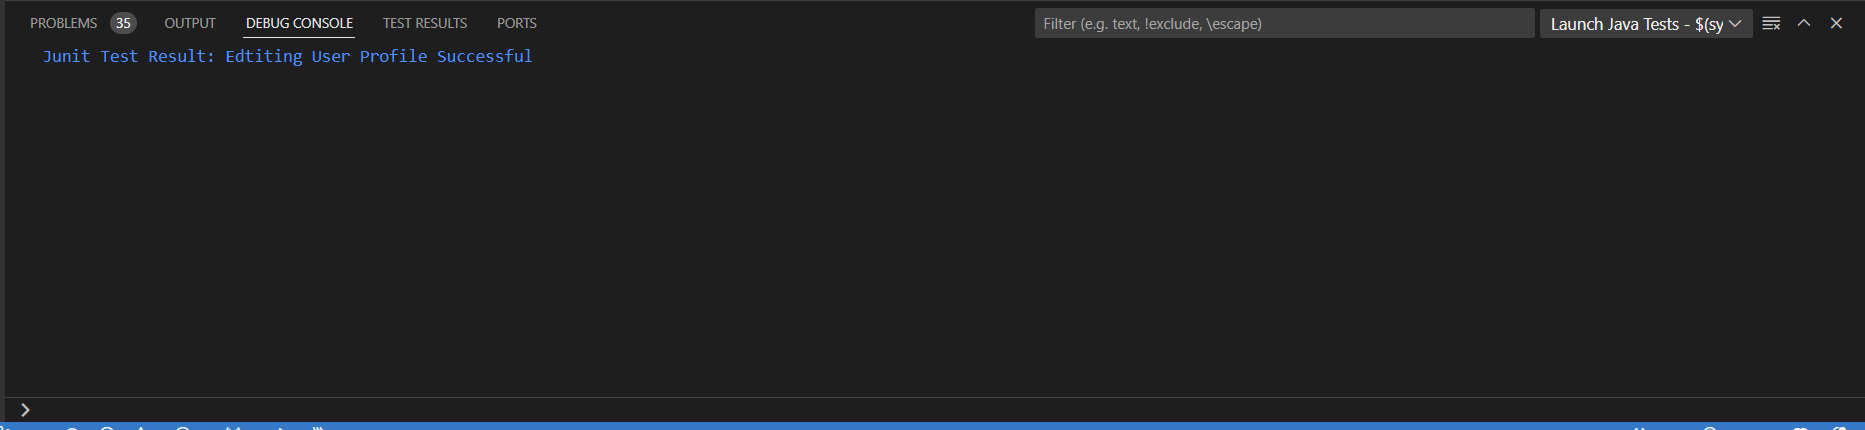 PROBLEMS 35 OUTPUT DEBUG CONSOLE TEST RESULTS PORTS Filter (e.g. text, !exclude, \escape) Launch Java Tests - $(sy
Junit Test Result: Edtiting User Profile Successful